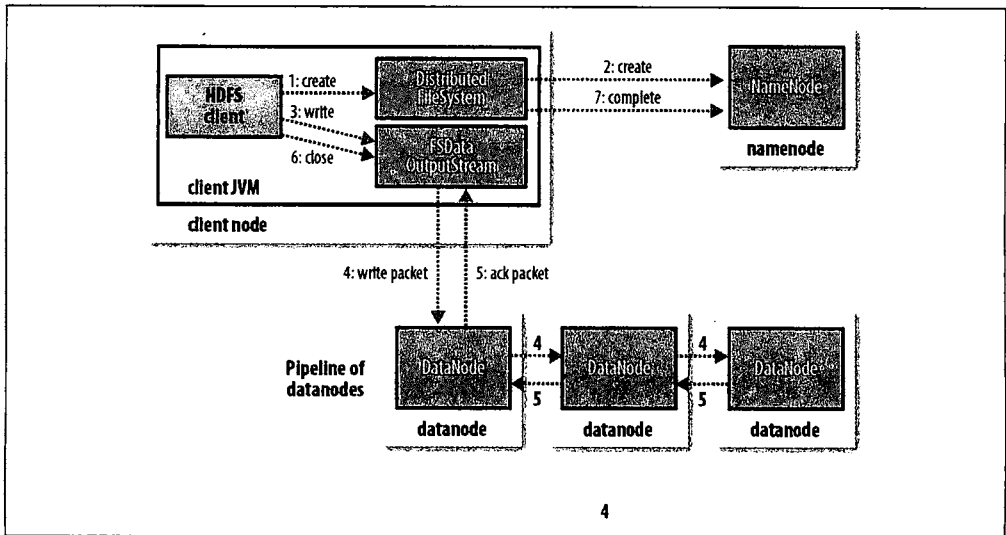 HDFS
client
1: create
3: write
6: close
Distributed
FileSystem
FSData
OutputStream
2: create
7: complete
NameNode
namenode
client JVM
client node
4: write packet
5: ack packet
Pipeline of
datanodes
DataNode
4
5
DataNode
4
5
DataNode
datanode
datanode
datanode
4